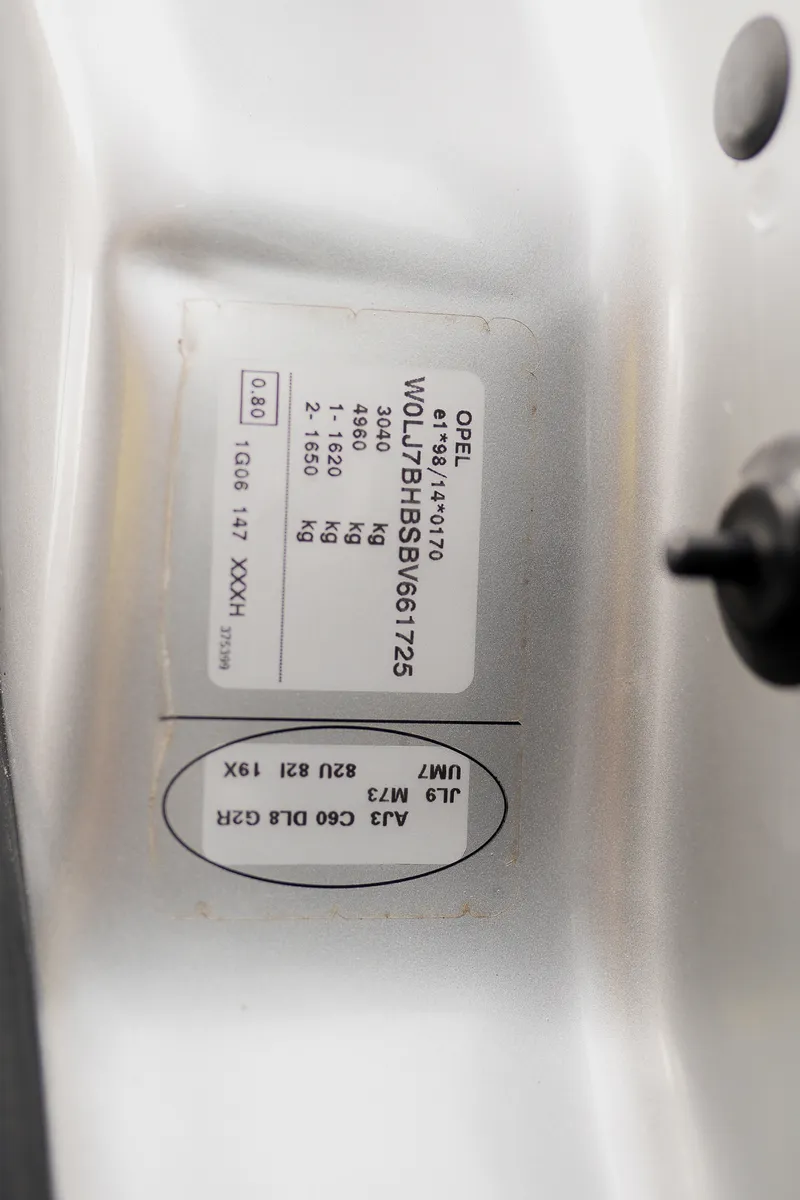 OPEL
e1*98/14*0170
W0LJ7BHBSBV661725
3040 kg
4960 kg
1- 1620 kg
2- 1650 kg
0.80 1G06 147 XXXH
375399
AJ3 C60 DL8 G2R
JL9 M73
UM7 82U 82I 19X